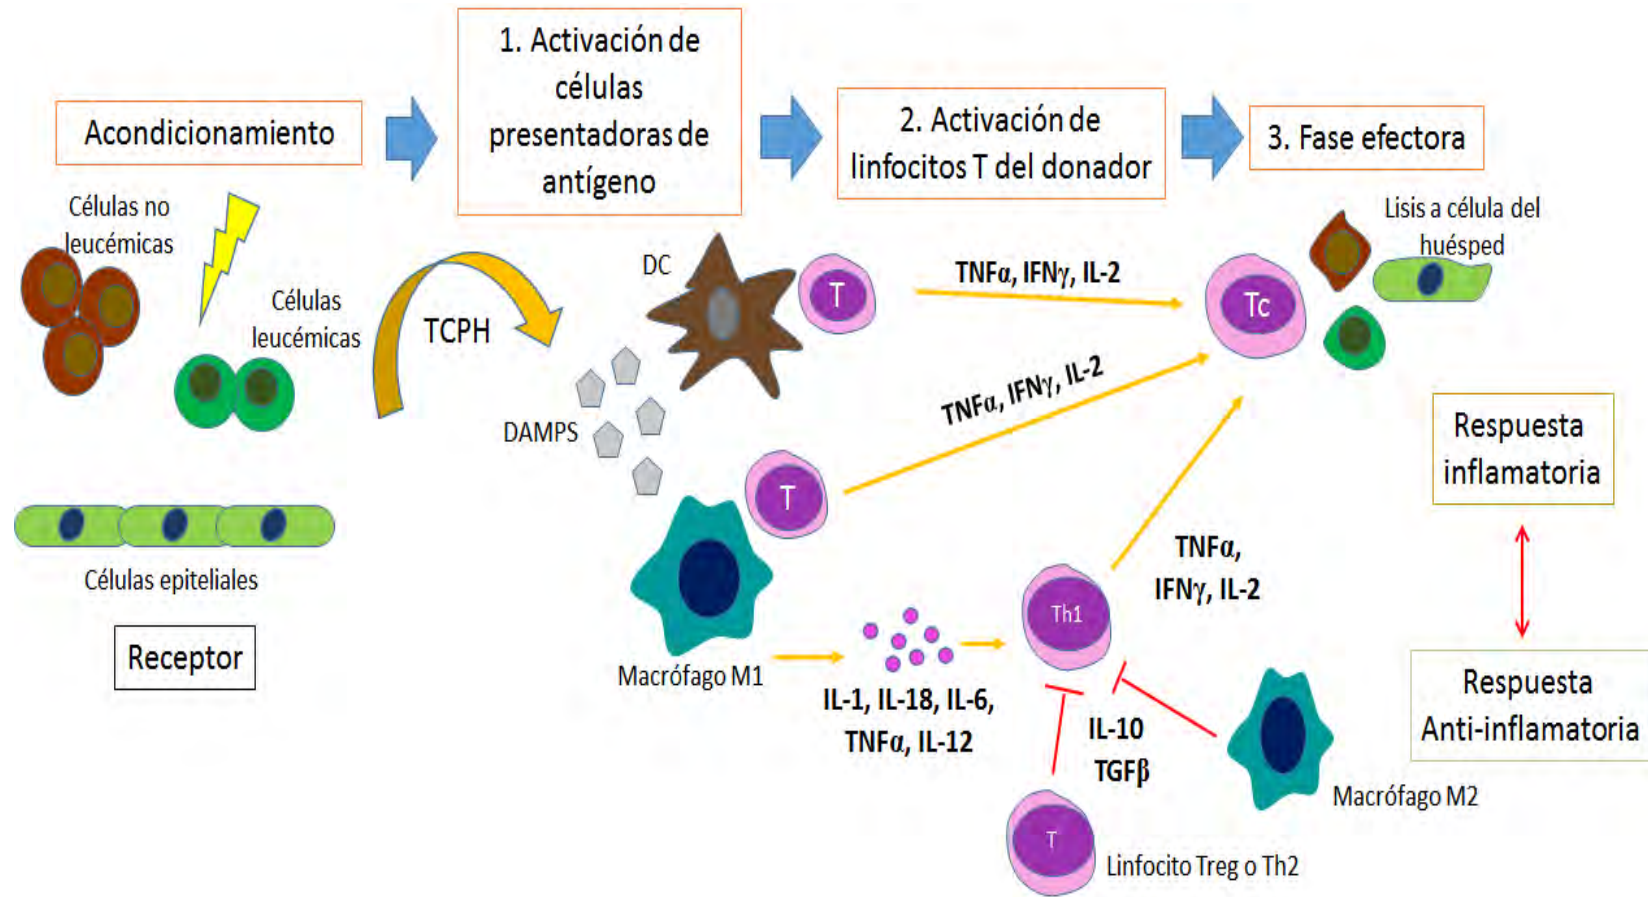 Acondicionamiento
1. Activación de
células
presentadoras de
antígeno
2. Activación de
linfocitos T del donador
3. Fase efectora
Células no
leucémicas
Células
leucémicas
Células epiteliales
Receptor
TCPH
DC
T
DAMPS
T
Macrófago M1
TNFα, IFNγ, IL-2
TNFα, IFNγ, IL-2
Tc
Lisis a célula del
huésped
IL-1, IL-18, IL-6,
TNFα, IL-12
Th1
TNFα,
IFNγ, IL-2
IL-10
TGFβ
T
Linfocito Treg o Th2
Macrófago M2
Respuesta
inflamatoria
Respuesta
Anti-inflamatoria